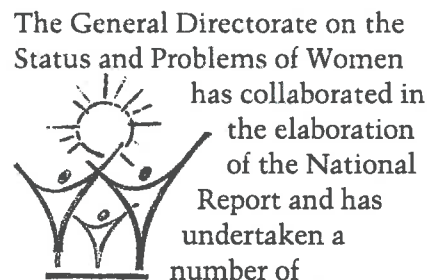 The General Directorate on the
Status and Problems of Women
has collaborated in
the elaboration
of the National
Report and has
undertaken a
number of